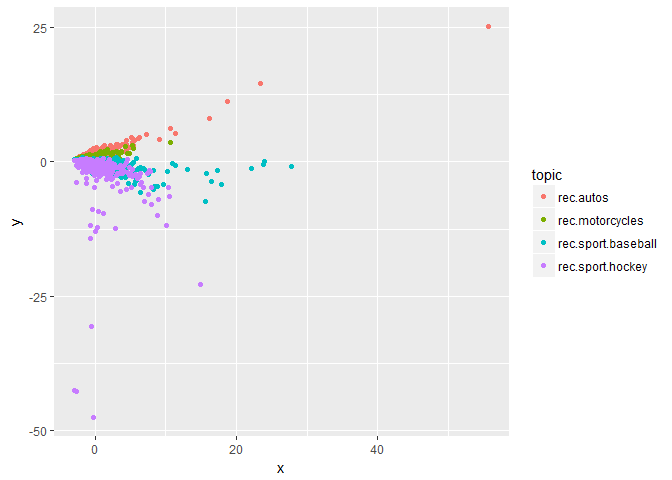 25
0
-25
-50
y
0
20
40
x
topic
rec.autos
rec.motorcycles
rec.sport.baseball
rec.sport.hockey